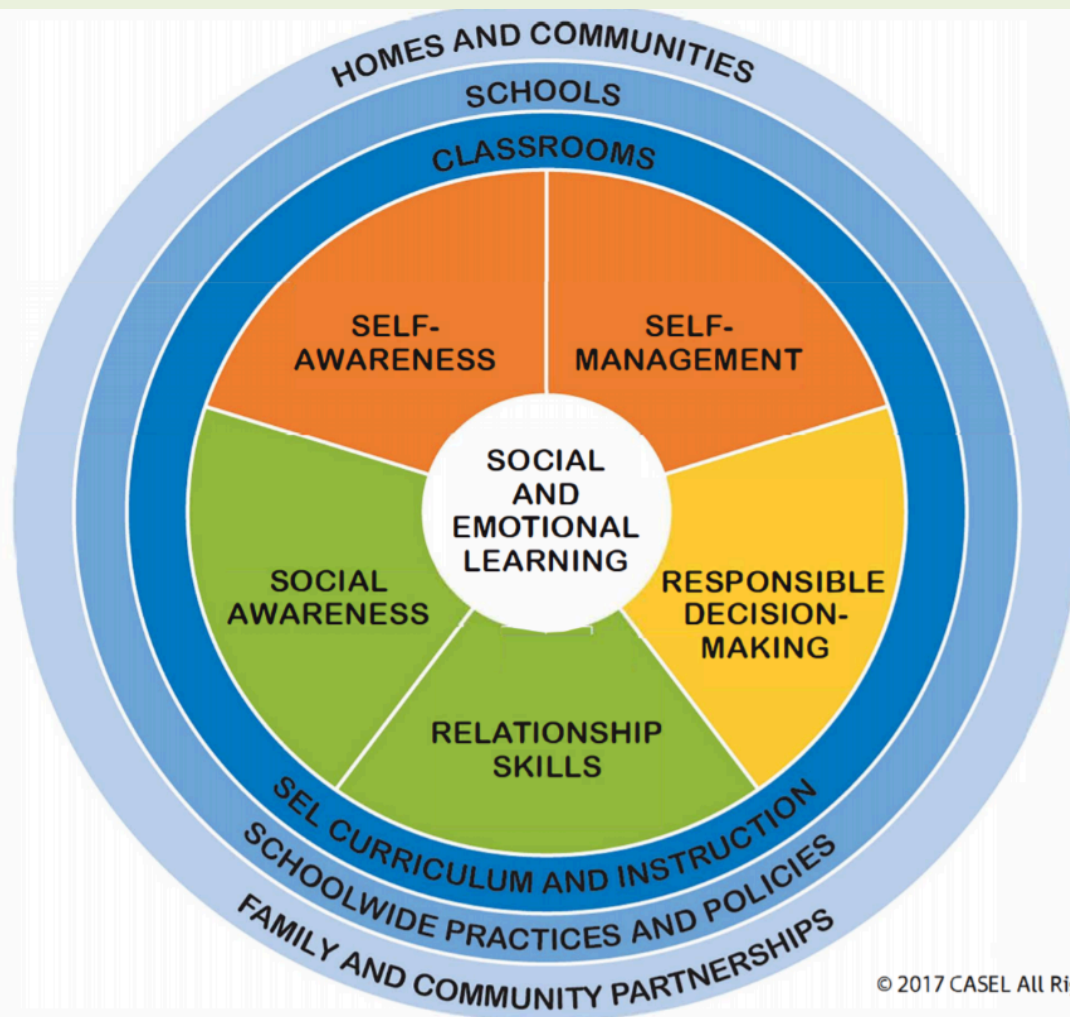 HOMES AND COMMUNITIES
SCHOOLS
CLASSROOMS
SELF-
AWARENESS
SELF-
MANAGEMENT
SOCIAL
AND
EMOTIONAL
LEARNING
SOCIAL
AWARENESS
RESPONSIBLE
DECISION-
MAKING
RELATIONSHIP
SKILLS
SEL CURRICULUM AND INSTRUCTION
SCHOOLWIDE PRACTICES AND POLICIES
FAMILY AND COMMUNITY PARTNERSHIPS
© 2017 CASEL All Ri